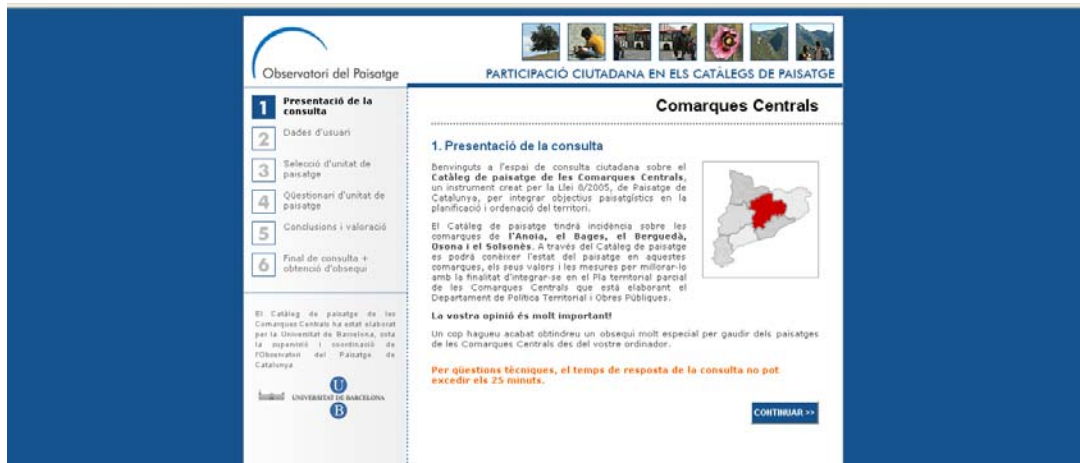 Observatori del Paisatge
PARTICIPACIÓ CIUTADANA EN ELS CATÀLEGS DE PAISATGE
1 Presentació de la
consulta
2 Dades d'usuari
3 Selecció d'unitat de
paisatge
4 Qüestionari d'unitat de
paisatge
5 Conclusions i valoració
6 Final de consulta +
obtenció d'obsequi
El Catàleg de paisatge de les
Comarques Centrals ha estat elaborat
per la Universitat de Barcelona, sota
la supervisió i coordinació de
l'Observatori del Paisatge de
Catalunya
U
UNIVERSITAT DE BARCELONA
B
Comarques Centrals
1. Presentació de la consulta
Benvinguts a l'espai de consulta ciutadana sobre el
Catàleg de paisatge de les Comarques Centrals,
un instrument creat per la Llei 8/2005, de Paisatge de
Catalunya, per integrar objectius paisatgístics en la
planificació i ordenació del territori.
El Catàleg de paisatge tindrà incidència sobre les
comarques de l'Anoia, el Bages, el Berguedà,
Osona i el Solsonès. A través del Catàleg de paisatge
es podrà conèixer l'estat del paisatge en aquestes
comarques, els seus valors i les mesures per millorar-lo
amb la finalitat d'integrar-se en el Pla territorial parcial
de les Comarques Centrals que està elaborant el
Departament de Política Territorial i Obres Públiques.
La vostra opinió és molt important!
Un cop hagueu acabat obtindreu un obsequi molt especial per gaudir dels paisatges
de les Comarques Centrals des del vostre ordinador.
Per qüestions tècniques, el temps de resposta de la consulta no pot
excedir els 25 minuts.
CONTINUAR >>